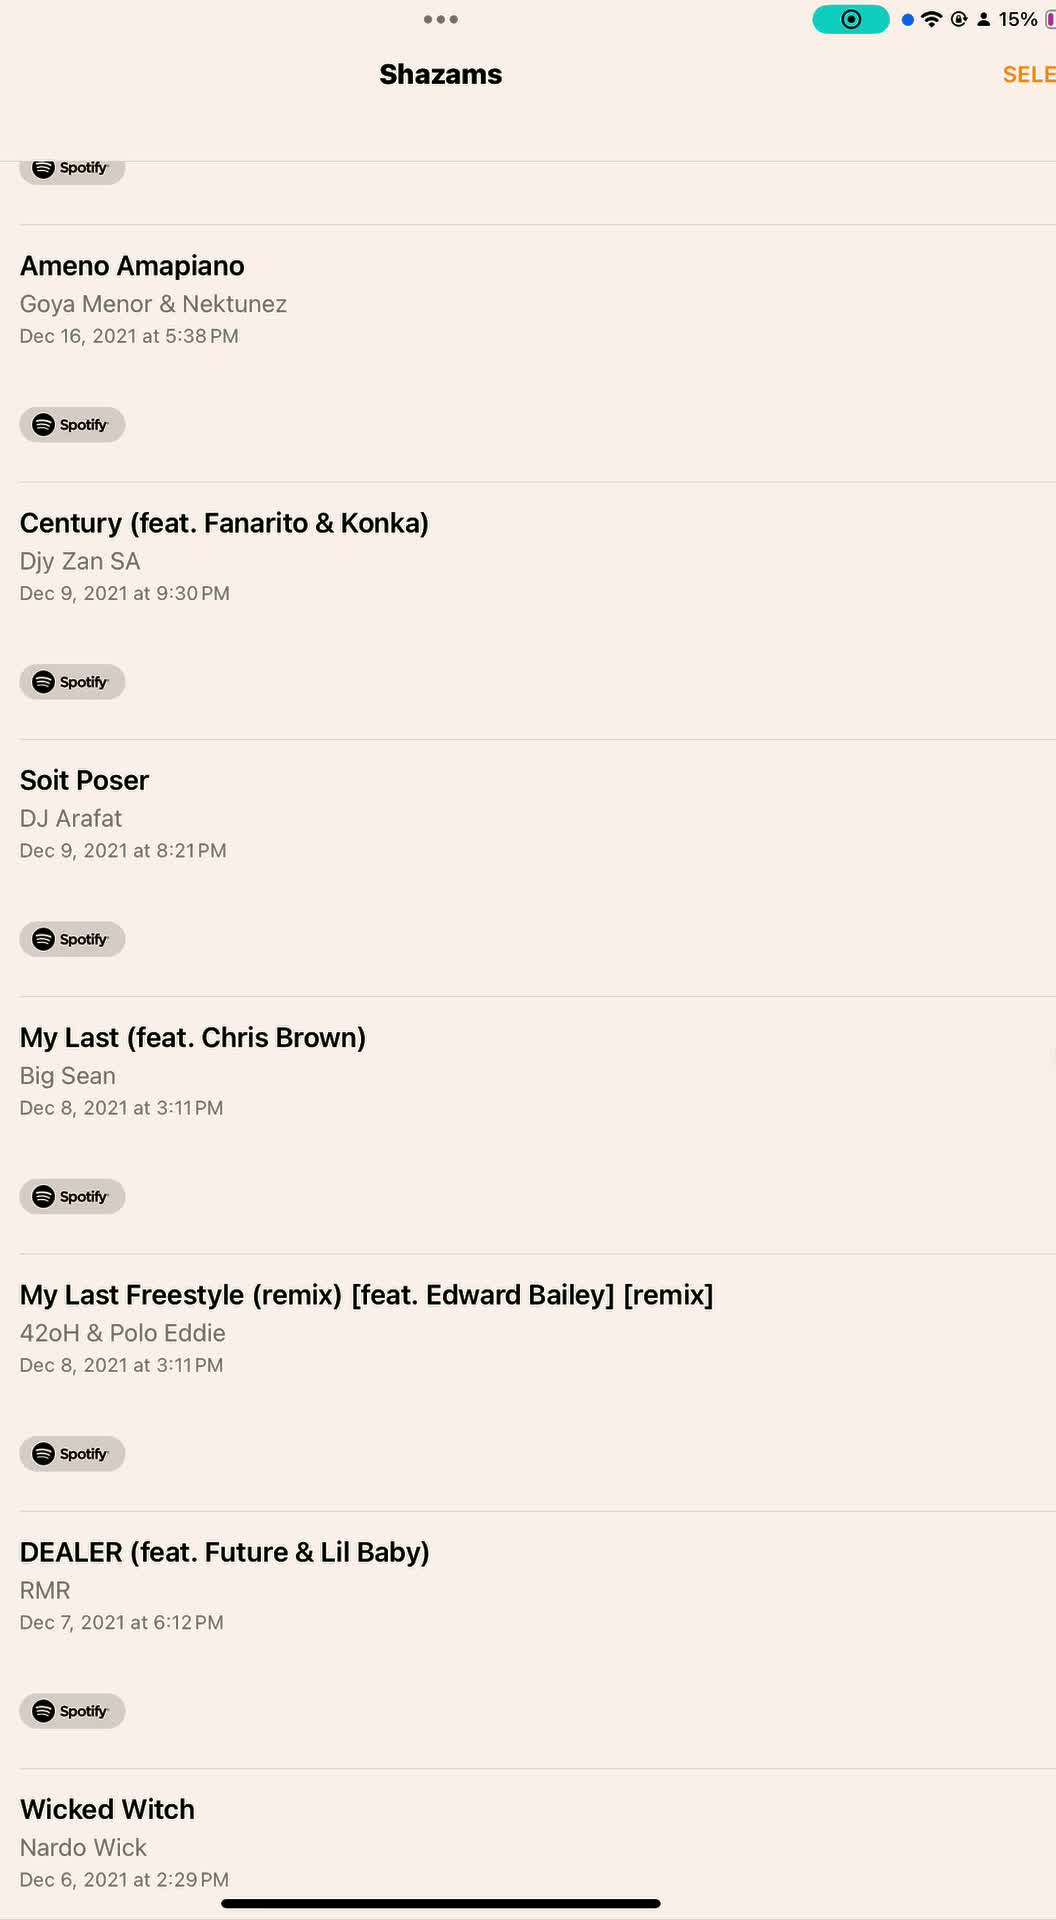 Shazams
SELE
15%
Spotify
Ameno Amapiano
Goya Menor & Nektunez
Dec 16, 2021 at 5:38 PM
Spotify
Century (feat. Fanarito & Konka)
Djy Zan SA
Dec 9, 2021 at 9:30 PM
Spotify
Soit Poser
DJ Arafat
Dec 9, 2021 at 8:21 PM
Spotify
My Last (feat. Chris Brown)
Big Sean
Dec 8, 2021 at 3:11 PM
Spotify
My Last Freestyle (remix) [feat. Edward Bailey] [remix]
42oH & Polo Eddie
Dec 8, 2021 at 3:11 PM
Spotify
DEALER (feat. Future & Lil Baby)
RMR
Dec 7, 2021 at 6:12 PM
Spotify
Wicked Witch
Nardo Wick
Dec 6, 2021 at 2:29 PM